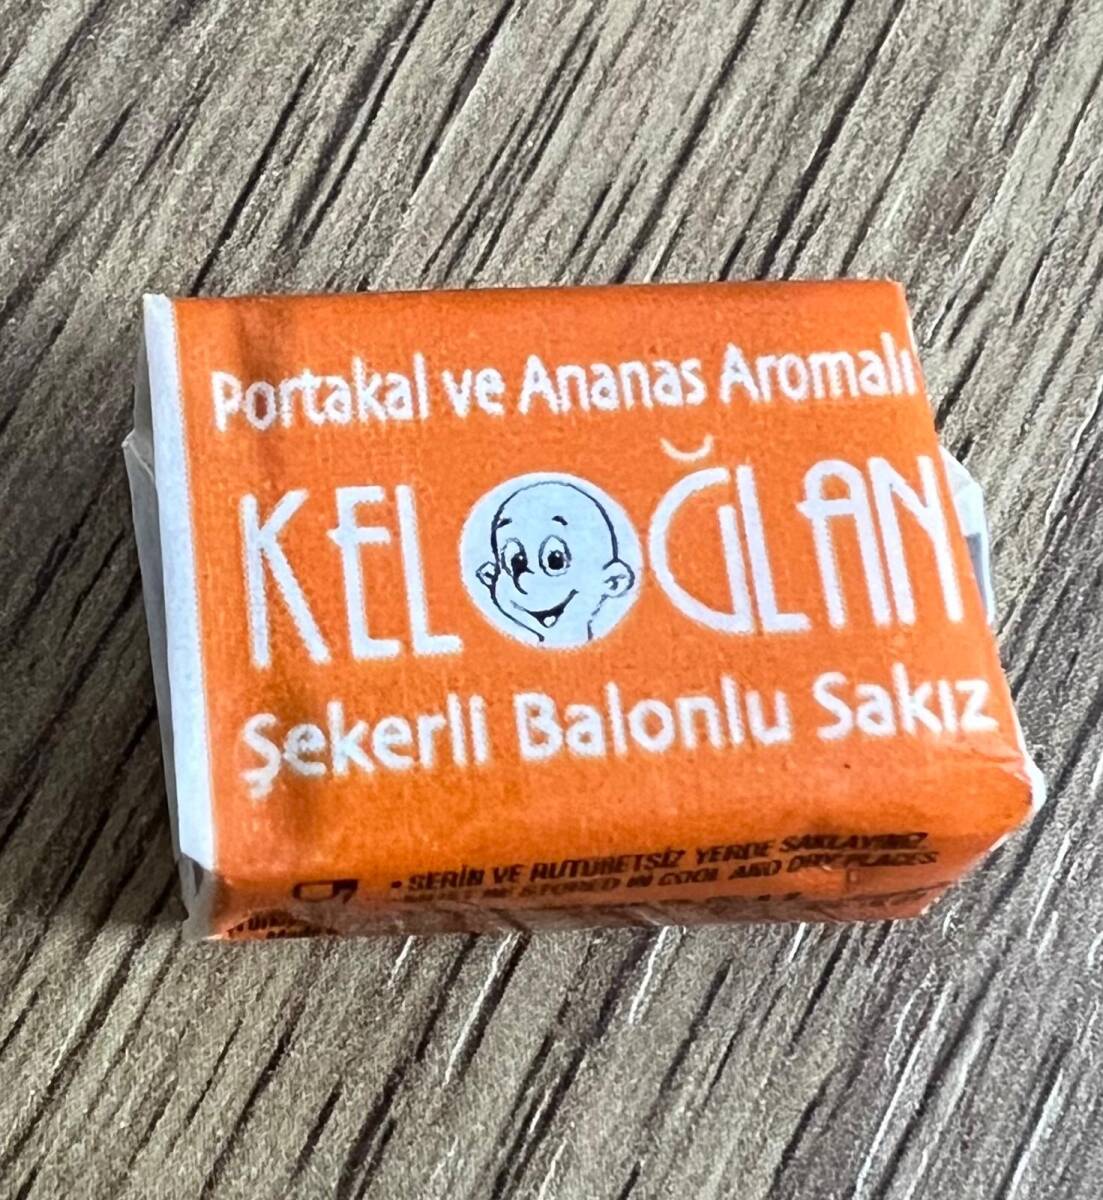 Portakal ve Ananas Aromalı
KELOĞLAN
Şekerli Balonlu Sakız
• SERİN VE RUTUBETSİZ YERDE SAKLAYINIZ.
STORED IN COOL AND DRY PLACES